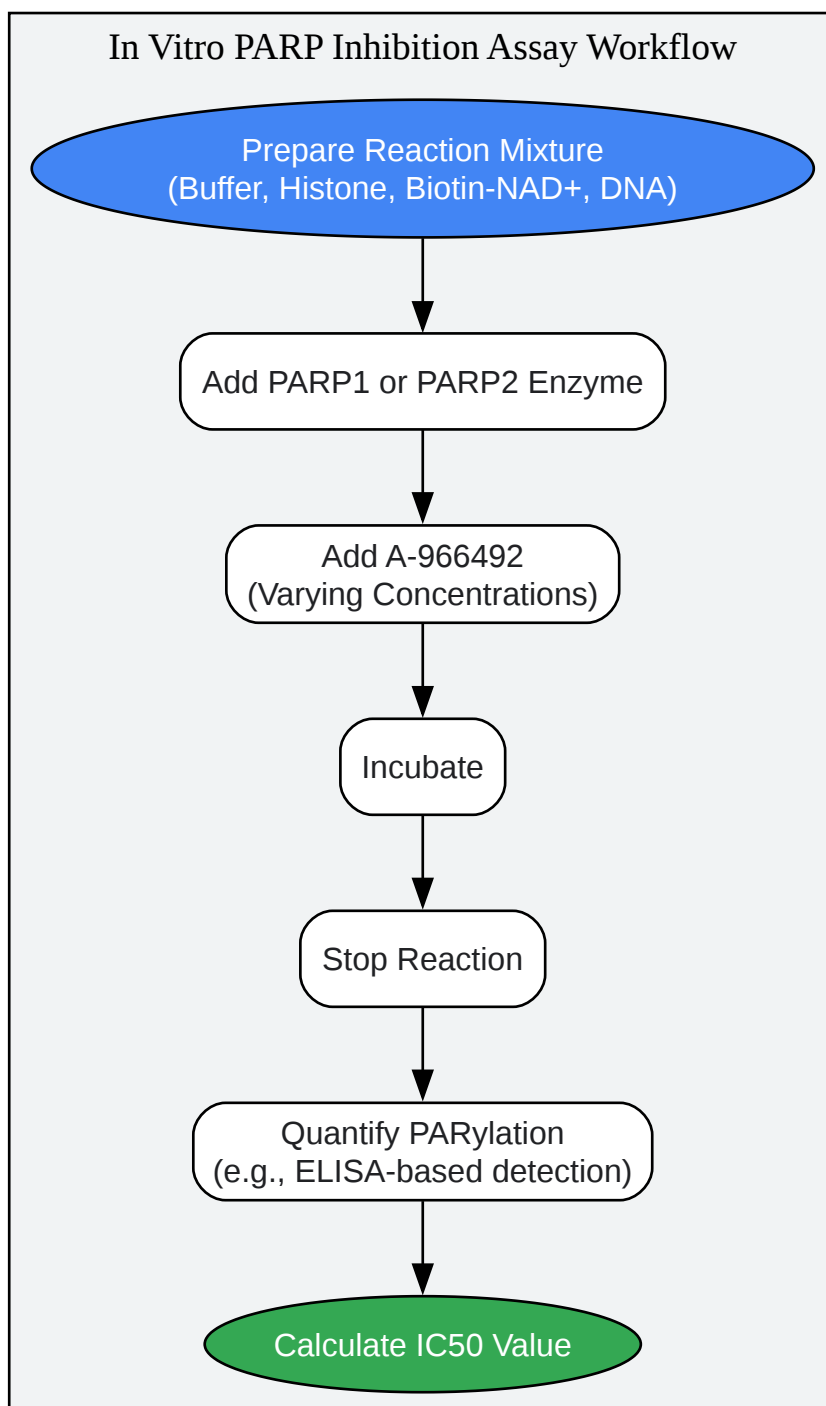 In Vitro PARP Inhibition Assay Workflow
Prepare Reaction Mixture
(Buffer, Histone, Biotin-NAD+, DNA)
Add PARP1 or PARP2 Enzyme
Add A-966492
(Varying Concentrations)
Incubate
Stop Reaction
Quantify PARylation
(e.g., ELISA-based detection)
Calculate IC50 Value